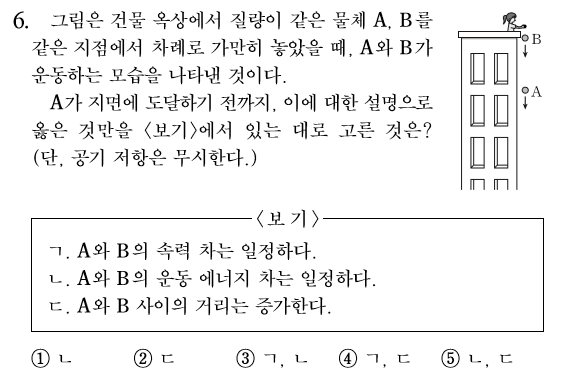 6. 그림은 건물 옥상에서 질량이 같은 물체 A, B를
같은 지점에서 차례로 가만히 놓았을 때, A와 B가
운동하는 모습을 나타낸 것이다.
A가 지면에 도달하기 전까지, 이에 대한 설명으로
옳은 것만을 〈보기〉에서 있는 대로 고른 것은?
(단, 공기 저항은 무시한다.)
B
A
〈보 기〉
ㄱ. A와 B의 속력 차는 일정하다.
ㄴ. A와 B의 운동 에너지 차는 일정하다.
ㄷ. A와 B 사이의 거리는 증가한다.
① ㄴ ② ㄷ ③ ㄱ, ㄴ ④ ㄱ, ㄷ ⑤ ㄴ, ㄷ